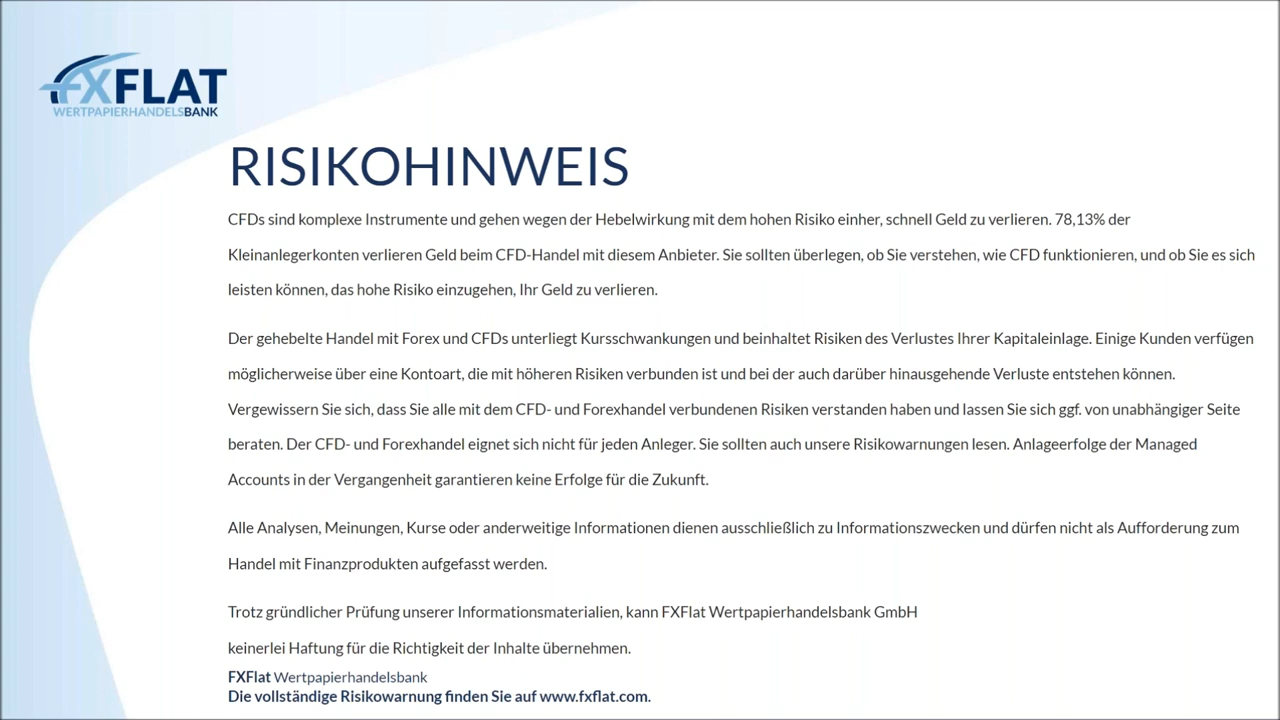 FXFLAT
WERTPAPIERHANDELSBANK
RISIKOHINWEIS
CFDs sind komplexe Instrumente und gehen wegen der Hebelwirkung mit dem hohen Risiko einher, schnell Geld zu verlieren. 78,13% der
Kleinanlegerkonten verlieren Geld beim CFD-Handel mit diesem Anbieter. Sie sollten überlegen, ob Sie verstehen, wie CFD funktionieren, und ob Sie es sich
leisten können, das hohe Risiko einzugehen, Ihr Geld zu verlieren.
Der gehebelte Handel mit Forex und CFDs unterliegt Kursschwankungen und beinhaltet Risiken des Verlustes Ihrer Kapitaleinlage. Einige Kunden verfügen
möglicherweise über eine Kontoart, die mit höheren Risiken verbunden ist und bei der auch darüber hinausgehende Verluste entstehen können.
Vergewissern Sie sich, dass Sie alle mit dem CFD- und Forexhandel verbundenen Risiken verstanden haben und lassen Sie sich ggf. von unabhängiger Seite
beraten. Der CFD- und Forexhandel eignet sich nicht für jeden Anleger. Sie sollten auch unsere Risikowarnungen lesen. Anlageerfolge der Managed
Accounts in der Vergangenheit garantieren keine Erfolge für die Zukunft.
Alle Analysen, Meinungen, Kurse oder anderweitige Informationen dienen ausschließlich zu Informationszwecken und dürfen nicht als Aufforderung zum
Handel mit Finanzprodukten aufgefasst werden.
Trotz gründlicher Prüfung unserer Informationsmaterialien, kann FXFlat Wertpapierhandelsbank GmbH
keinerlei Haftung für die Richtigkeit der Inhalte übernehmen.
FXFlat Wertpapierhandelsbank
Die vollständige Risikowarnung finden Sie auf www.fxflat.com.